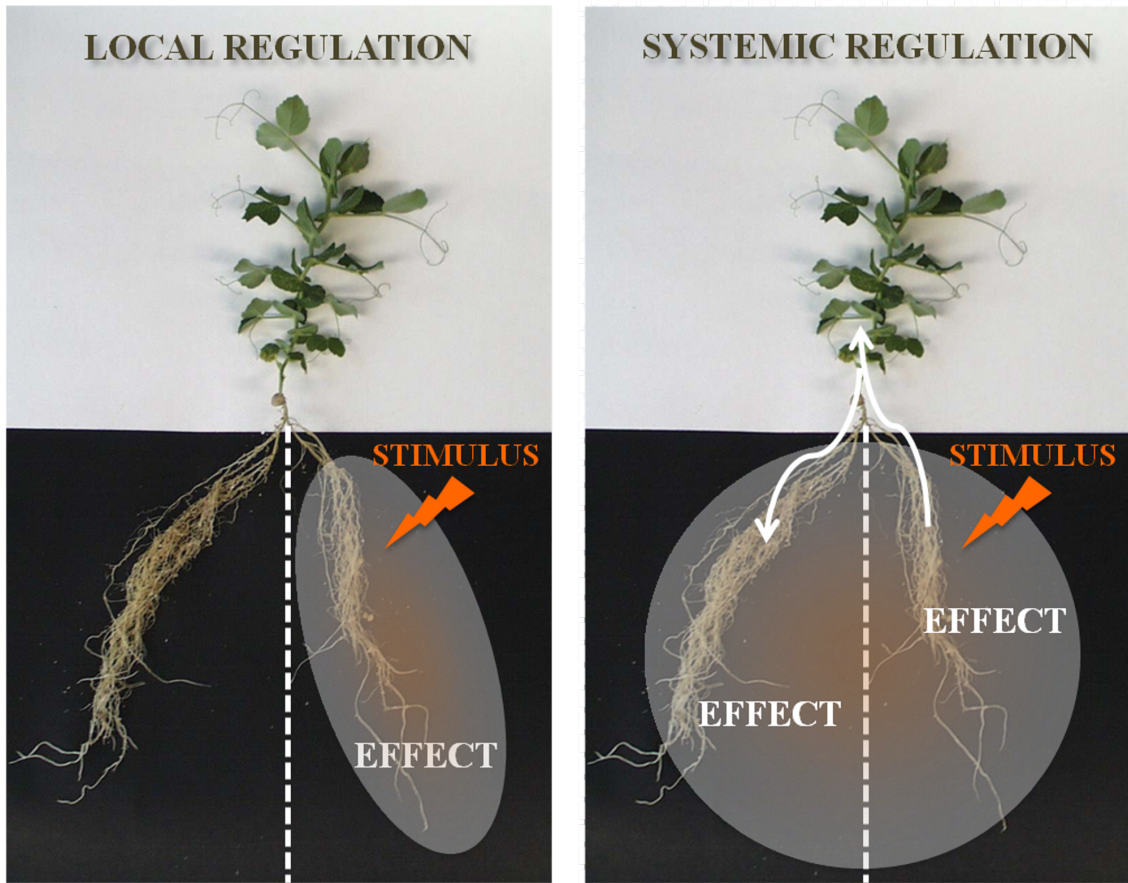 LOCAL REGULATION
STIMULUS
EFFECT
SYSTEMIC REGULATION
STIMULUS
EFFECT
EFFECT